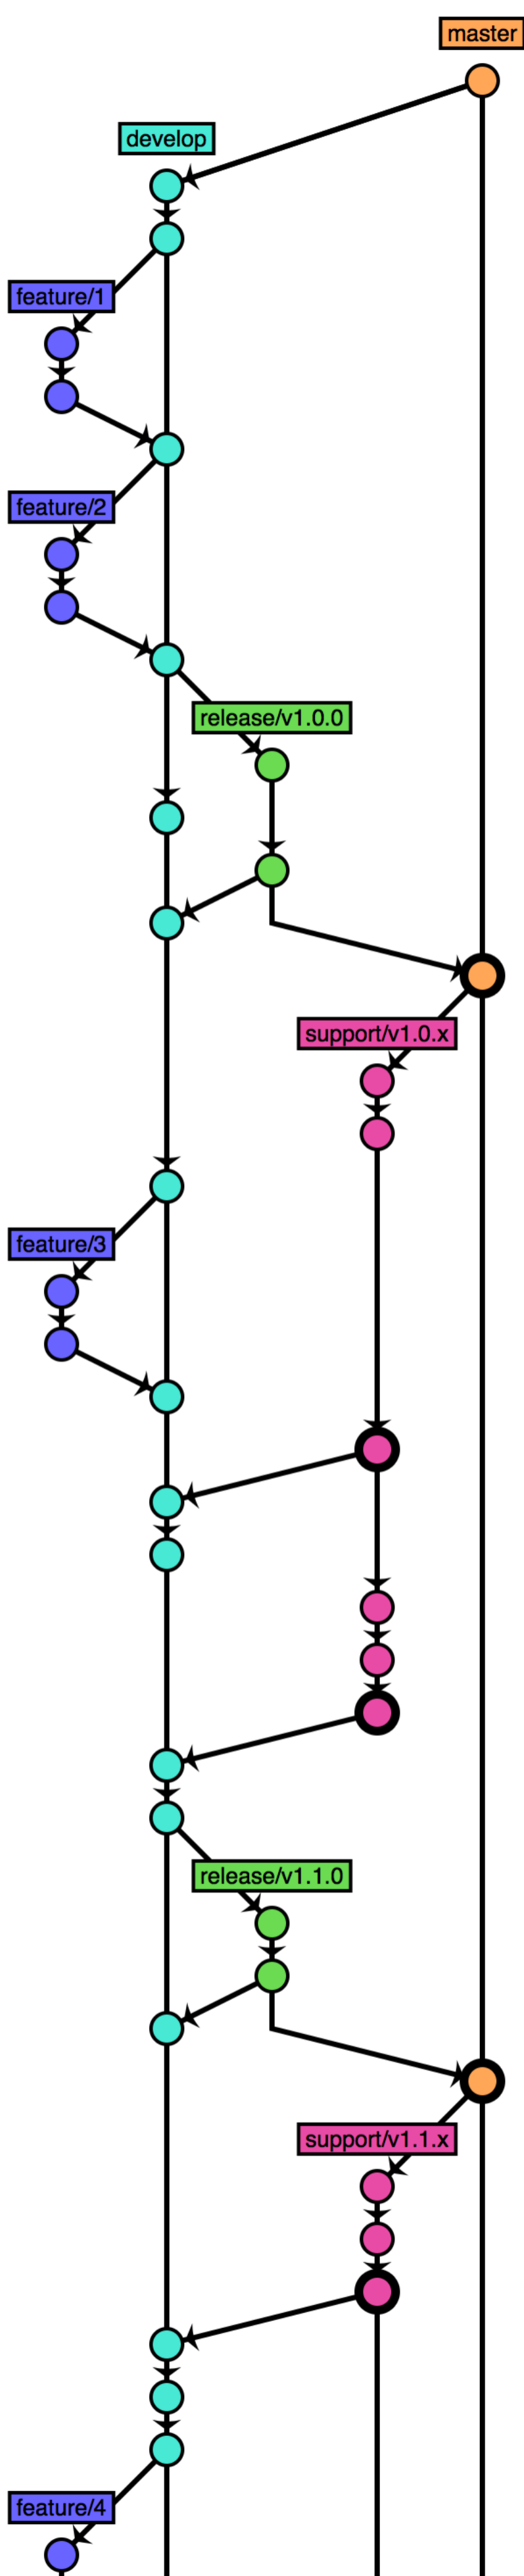 master
develop
feature/1
feature/2
release/v1.0.0
support/v1.0.x
feature/3
release/v1.1.0
support/v1.1.x
feature/4